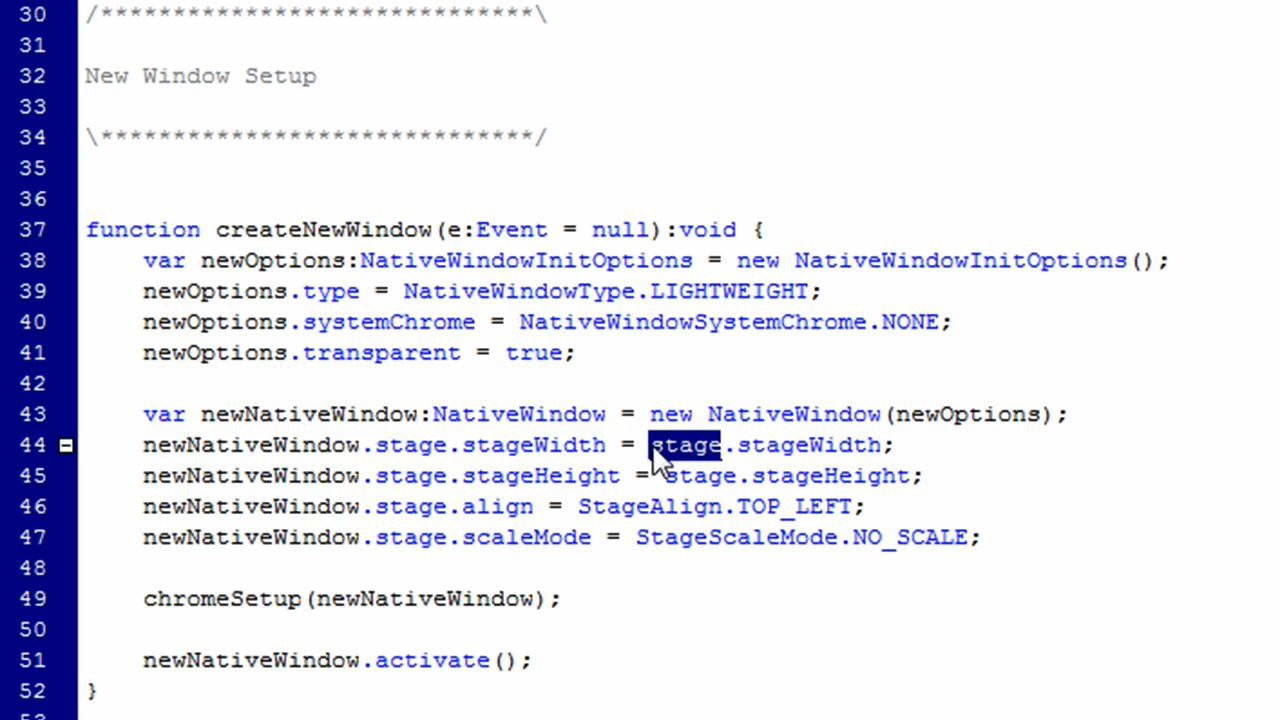 30 /******************************\
31
32 New Window Setup
33
34 \******************************/
35
36
37 function createNewWindow(e:Event = null):void {
38 var newOptions:NativeWindowInitOptions = new NativeWindowInitOptions();
39 newOptions.type = NativeWindowType.LIGHTWEIGHT;
40 newOptions.systemChrome = NativeWindowSystemChrome.NONE;
41 newOptions.transparent = true;
42
43 var newNativeWindow:NativeWindow = new NativeWindow(newOptions);
44 newNativeWindow.stage.stageWidth = stage.stageWidth;
45 newNativeWindow.stage.stageHeight = stage.stageHeight;
46 newNativeWindow.stage.align = StageAlign.TOP_LEFT;
47 newNativeWindow.stage.scaleMode = StageScaleMode.NO_SCALE;
48
49 chromeSetup(newNativeWindow);
50
51 newNativeWindow.activate();
52 }
53